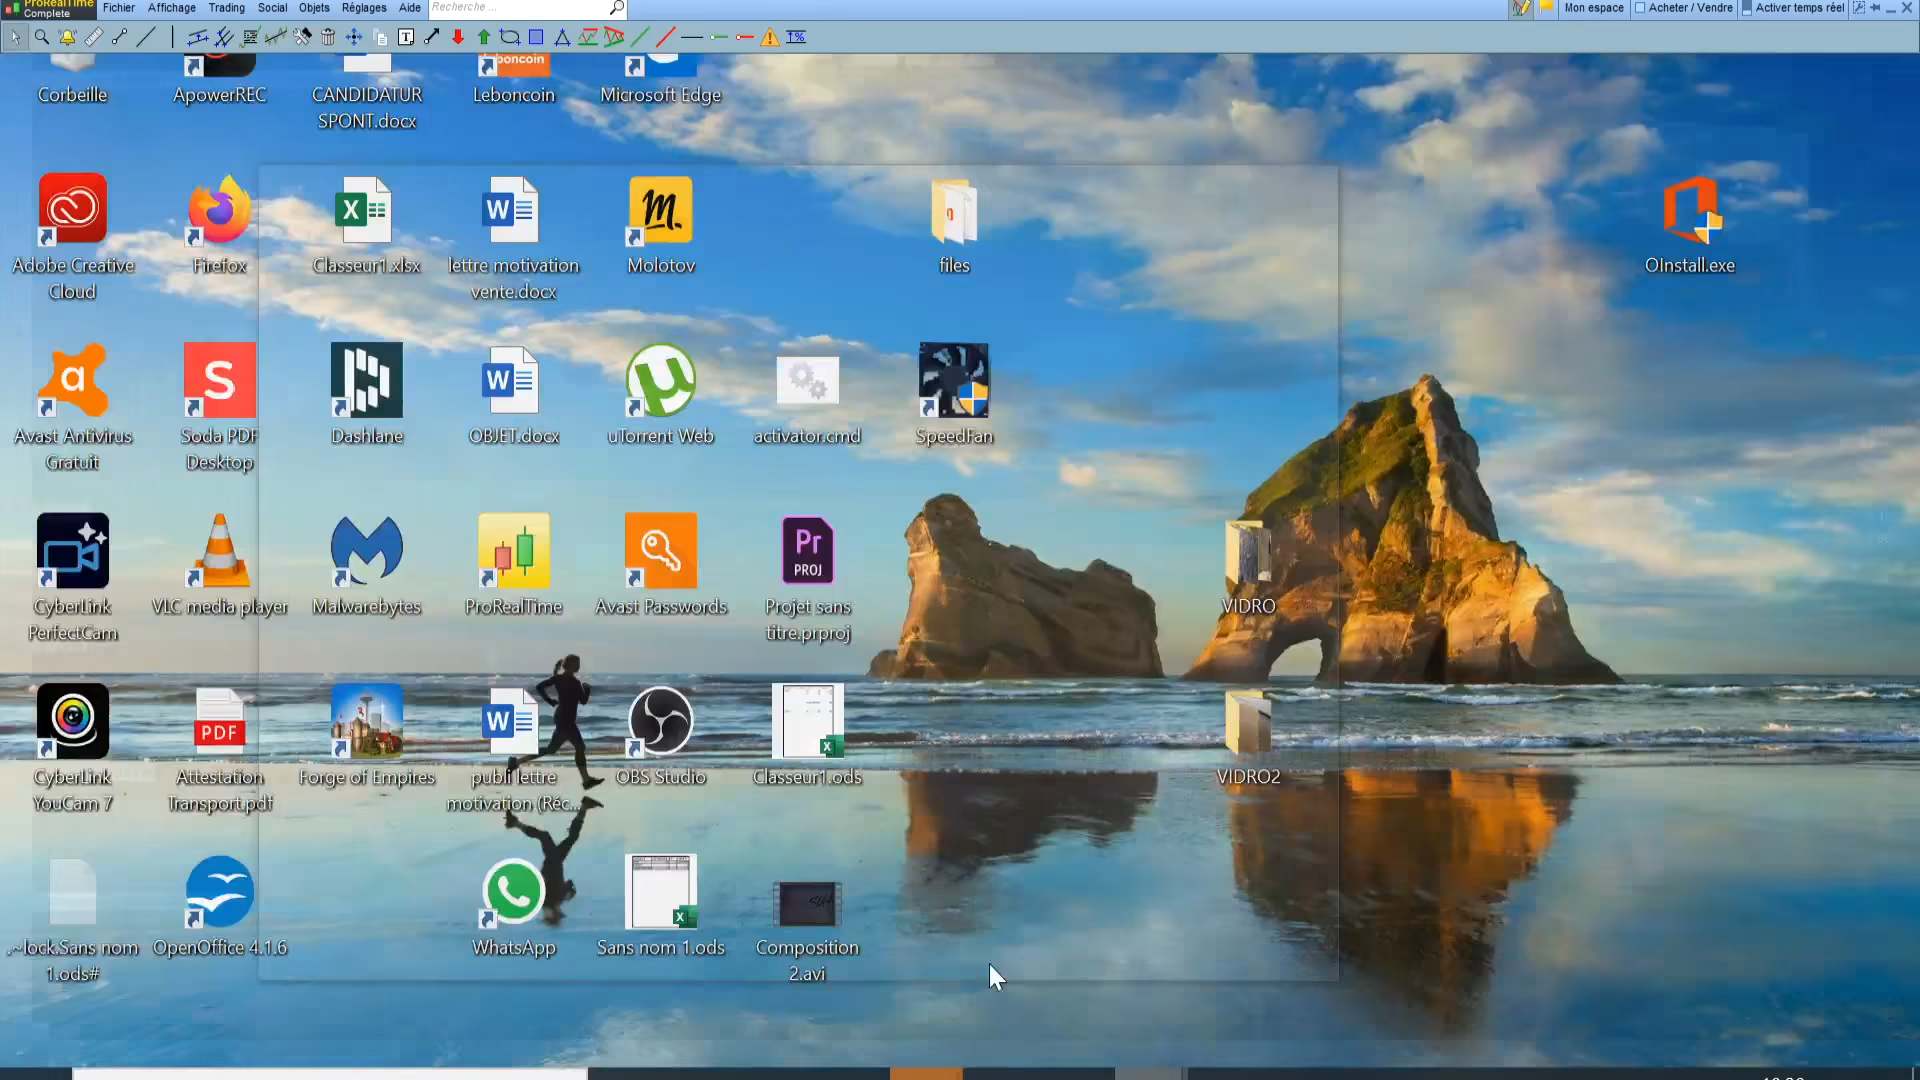 ProRealTime
Complete
Fichier Affichage Trading Social Objets Réglages Aide Recherche ... Mon espace Acheter / Vendre Activer temps réel
Corbeille ApowerREC CANDIDATUR
SPONT.docx
leboncoin
Leboncoin Microsoft Edge
Adobe Creative
Cloud
Firefox
Classeur1.xlsx
lettre motivation
vente.docx
m.
Molotov
files
OInstall.exe
Avast Antivirus
Gratuit
Soda PDF
Desktop
Dashlane
OBJET.docx
uTorrent Web
activator.cmd
SpeedFan
CyberLink
PerfectCam
VLC media player
Malwarebytes
ProRealTime
Avast Passwords
Pr
PROJ
Projet sans
titre.prproj
VIDRO
CyberLink
YouCam 7
PDF
Attestation
Transport.pdf
Forge of Empires
publi lettre
motivation (Réc...
OBS Studio
Classeur1.ods
VIDRO2
.~lock.Sans nom
1.ods#
OpenOffice 4.1.6
WhatsApp
Sans nom 1.ods
Composition
2.avi